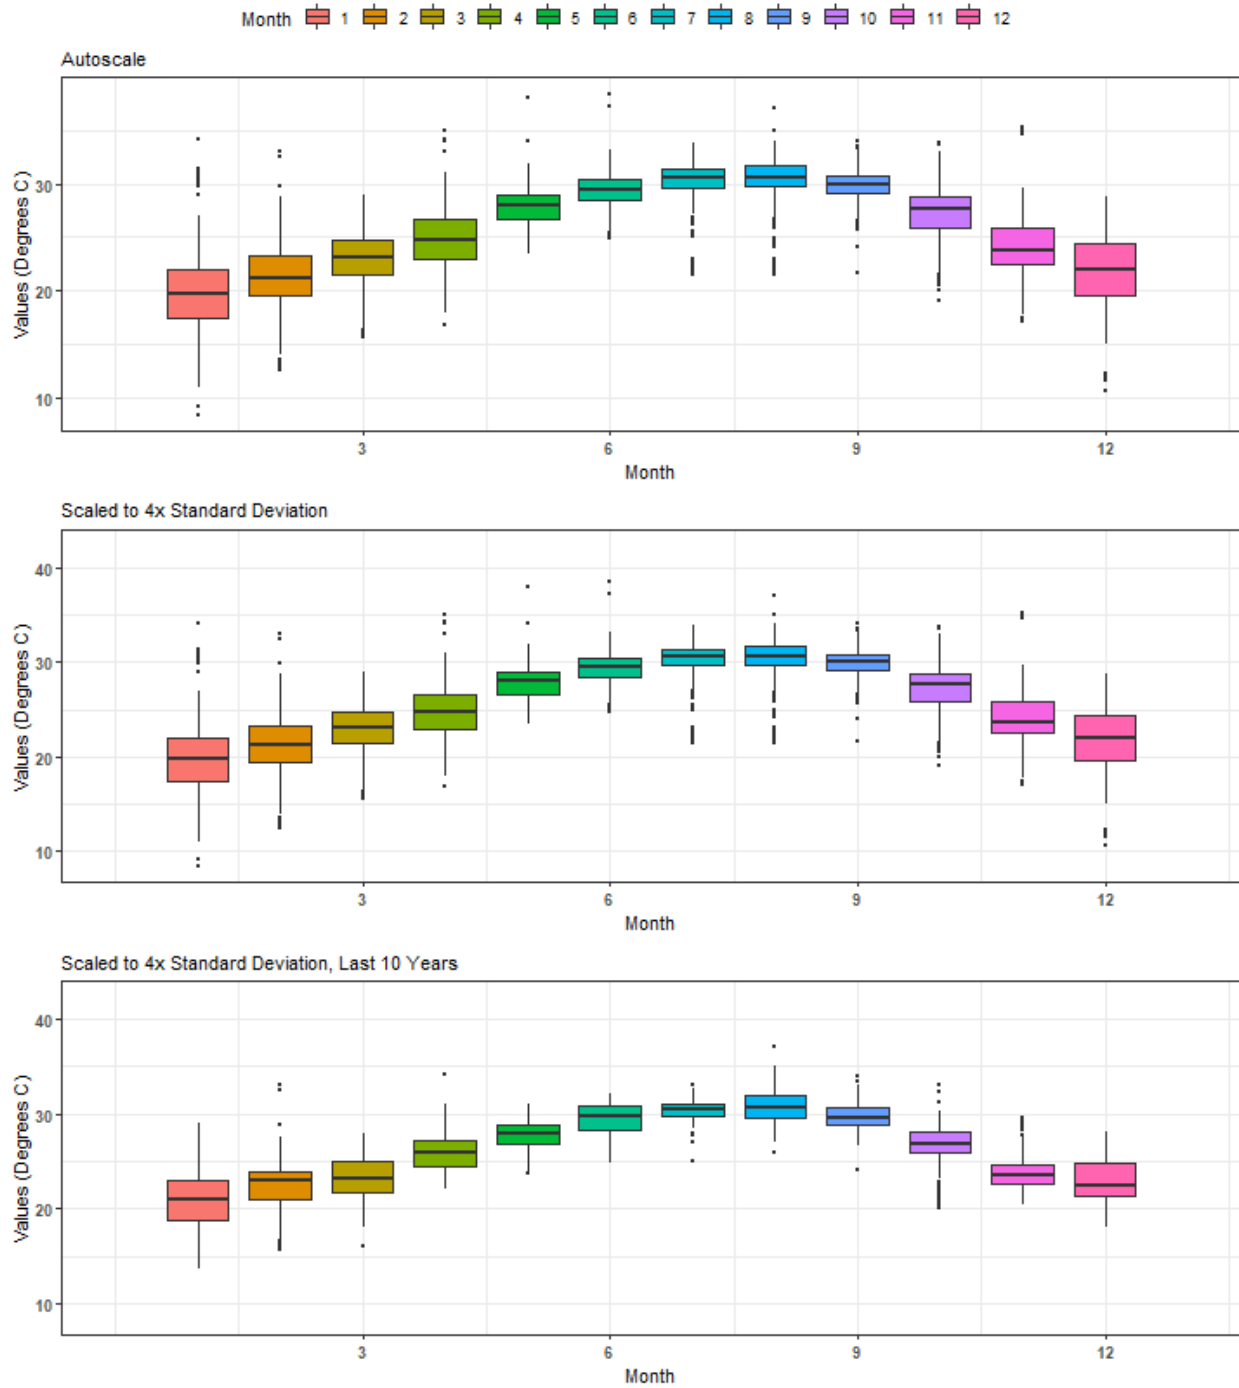 Month 1 2 3 4 5 6 7 8 9 10 11 12
Autoscale
Values (Degrees C)
30
20
10
3 6 9 12
Month
Scaled to 4x Standard Deviation
Values (Degrees C)
40
30
20
10
3 6 9 12
Month
Scaled to 4x Standard Deviation, Last 10 Years
Values (Degrees C)
40
30
20
10
3 6 9 12
Month